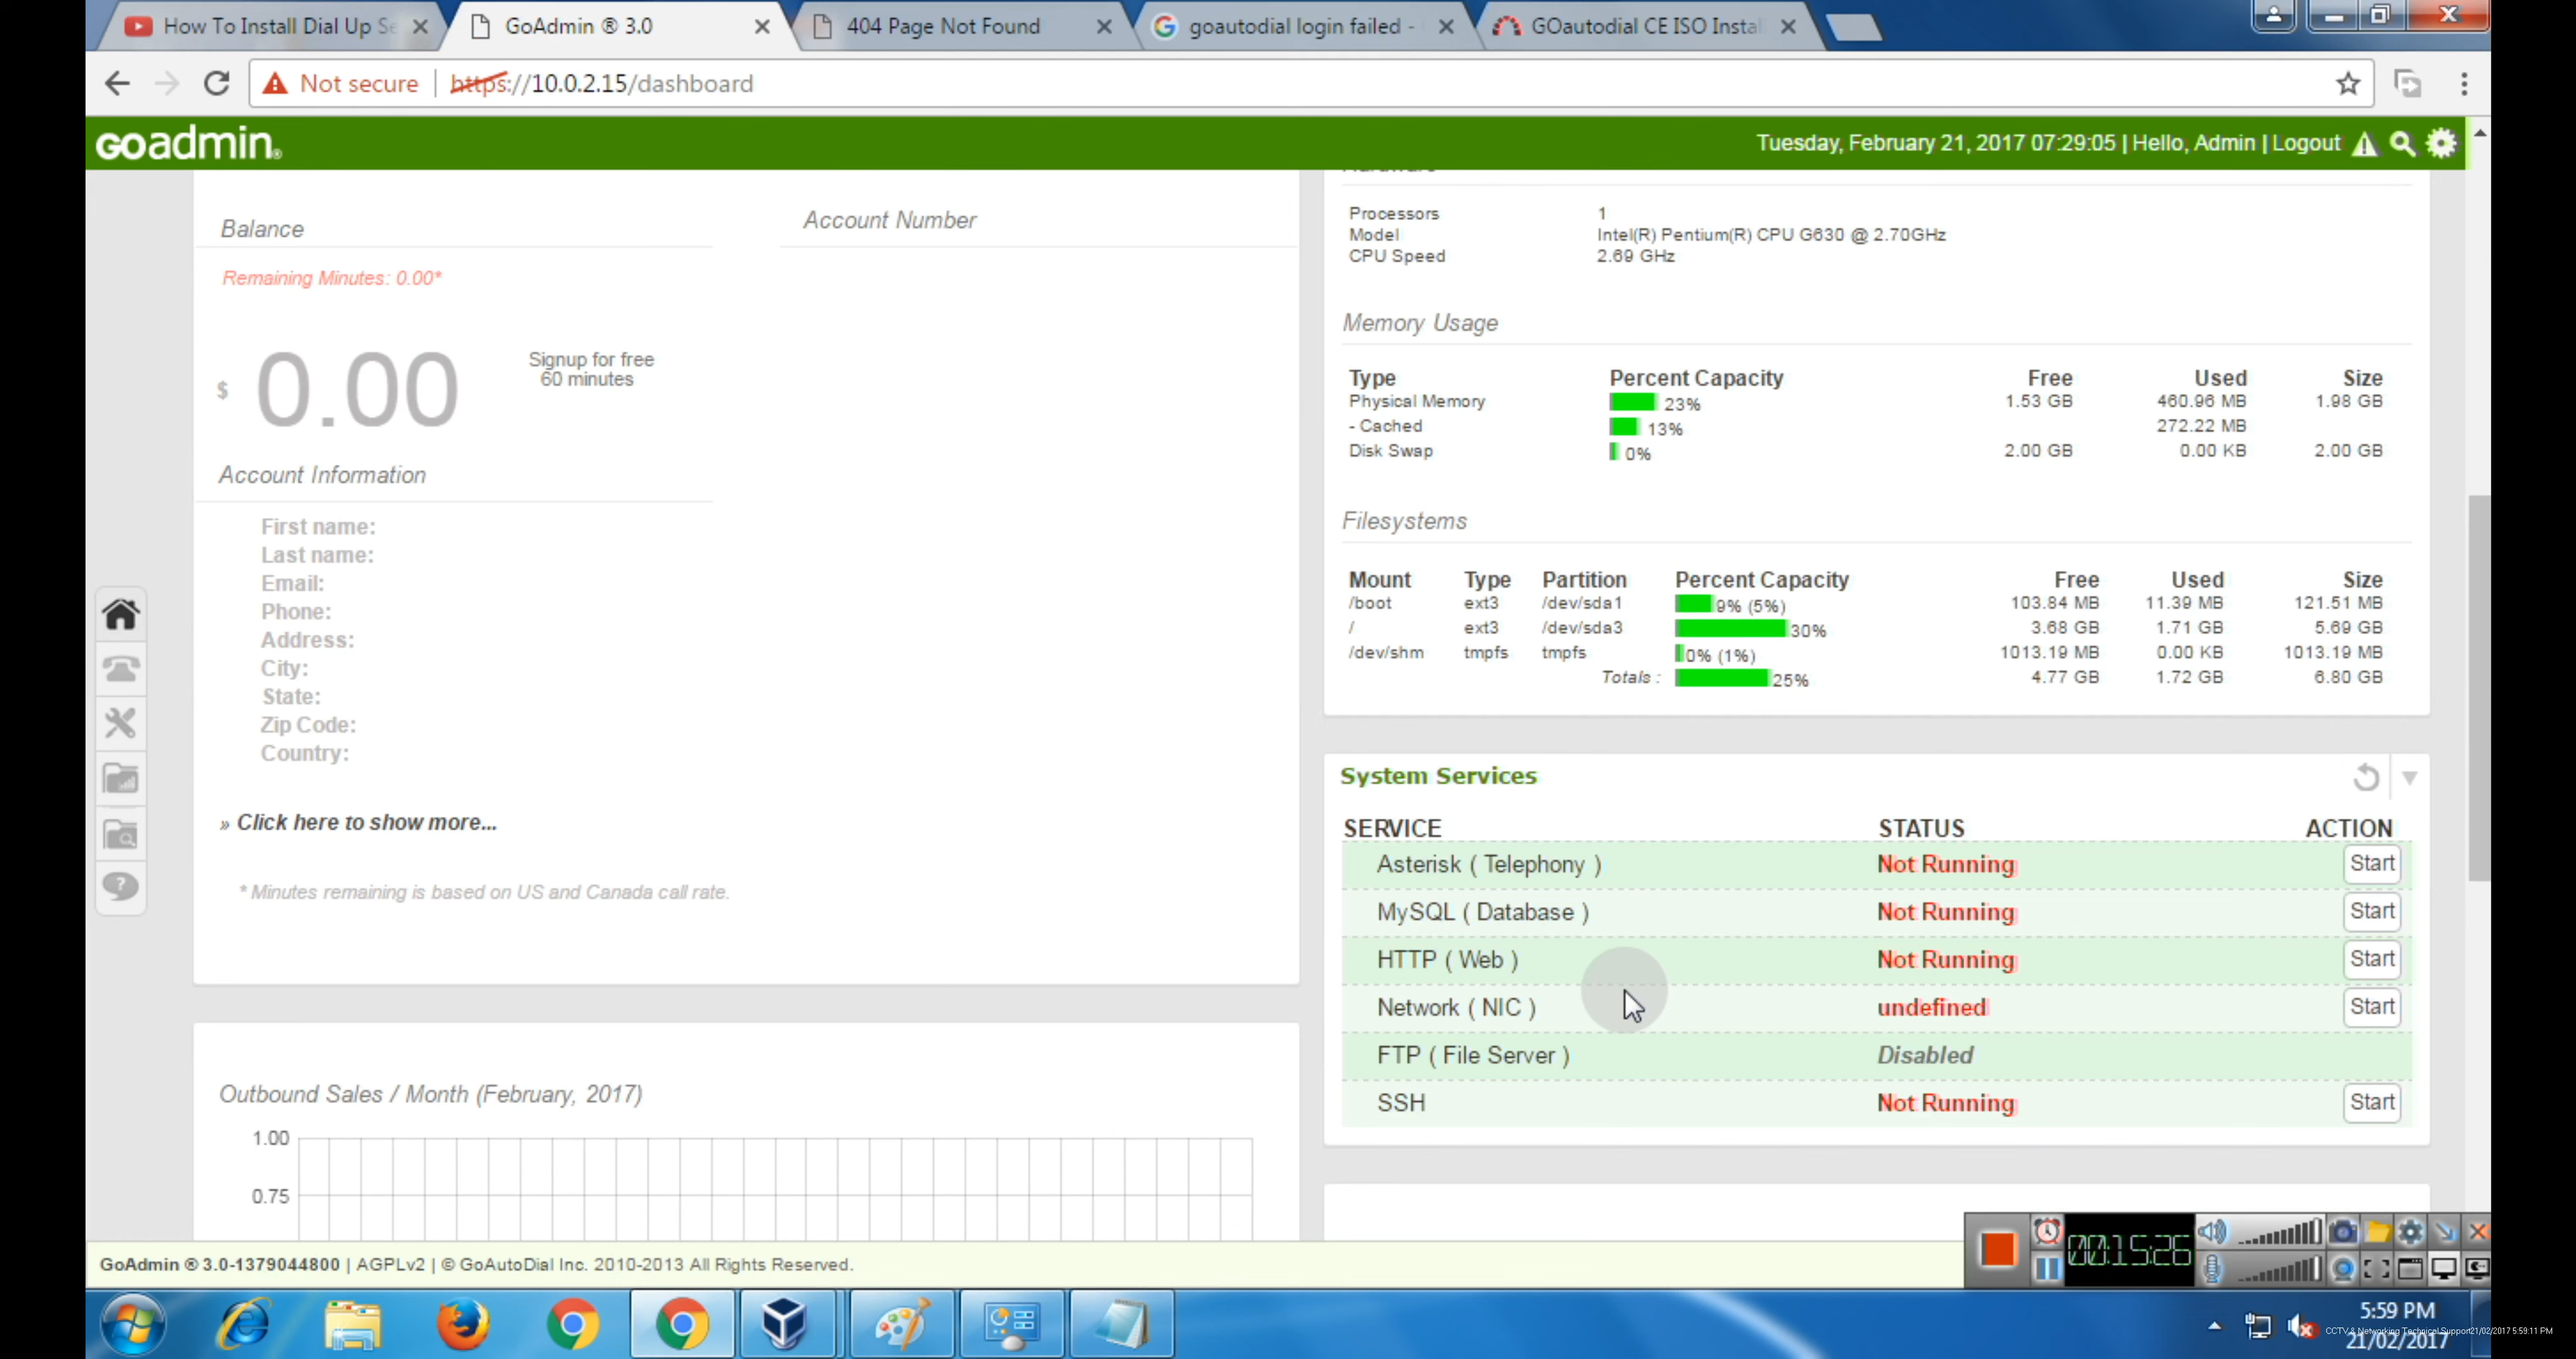 How To Install Dial Up Se
GoAdmin ® 3.0
404 Page Not Found
goautodial login failed -
GOautodial CE ISO Instal
Not secure | https://10.0.2.15/dashboard
GOadmin®
Tuesday, February 21, 2017 07:29:05 | Hello, Admin | Logout
Balance
Account Number
Remaining Minutes: 0.00*
$ 0.00
Signup for free
60 minutes
Account Information
First name:
Last name:
Email:
Phone:
Address:
City:
State:
Zip Code:
Country:
» Click here to show more...
* Minutes remaining is based on US and Canada call rate.
Outbound Sales / Month (February, 2017)
1.00
0.75
Processors 1
Model Intel(R) Pentium(R) CPU G630 @ 2.70GHz
CPU Speed 2.69 GHz
Memory Usage
Type Percent Capacity Free Used Size
Physical Memory 23% 1.53 GB 460.96 MB 1.98 GB
- Cached 13% 272.22 MB
Disk Swap 0% 2.00 GB 0.00 KB 2.00 GB
Filesystems
Mount Type Partition Percent Capacity Free Used Size
/boot ext3 /dev/sda1 9% (5%) 103.84 MB 11.39 MB 121.51 MB
/ ext3 /dev/sda3 30% 3.68 GB 1.71 GB 5.69 GB
/dev/shm tmpfs tmpfs 0% (1%) 1013.19 MB 0.00 KB 1013.19 MB
Totals : 25% 4.77 GB 1.72 GB 6.80 GB
System Services
SERVICE STATUS ACTION
Asterisk ( Telephony ) Not Running Start
MySQL ( Database ) Not Running Start
HTTP ( Web ) Not Running Start
Network ( NIC ) undefined Start
FTP ( File Server ) Disabled
SSH Not Running Start
GoAdmin ® 3.0-1379044800 | AGPLv2 | © GoAutoDial Inc. 2010-2013 All Rights Reserved.
00:15:26
5:59 PM
CCTV & Networking Technical Support21/02/2017 5:59:11 PM
21/02/2017